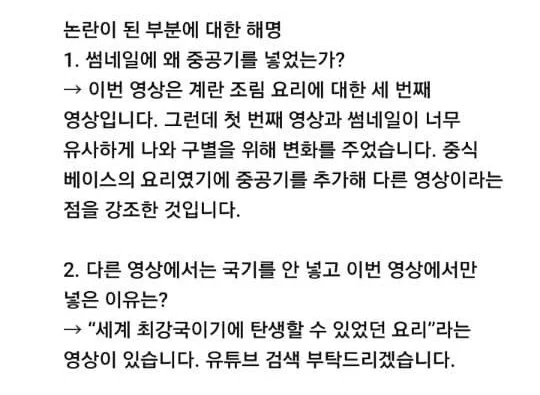 논란이 된 부분에 대한 해명
1. 썸네일에 왜 중공기를 넣었는가?
→ 이번 영상은 계란 조림 요리에 대한 세 번째
영상입니다. 그런데 첫 번째 영상과 썸네일이 너무
유사하게 나와 구별을 위해 변화를 주었습니다. 중식
베이스의 요리였기에 중공기를 추가해 다른 영상이라는
점을 강조한 것입니다.
2. 다른 영상에서는 국기를 안 넣고 이번 영상에서만
넣은 이유는?
→ “세계 최강국이기에 탄생할 수 있었던 요리”라는
영상이 있습니다. 유튜브 검색 부탁드리겠습니다.